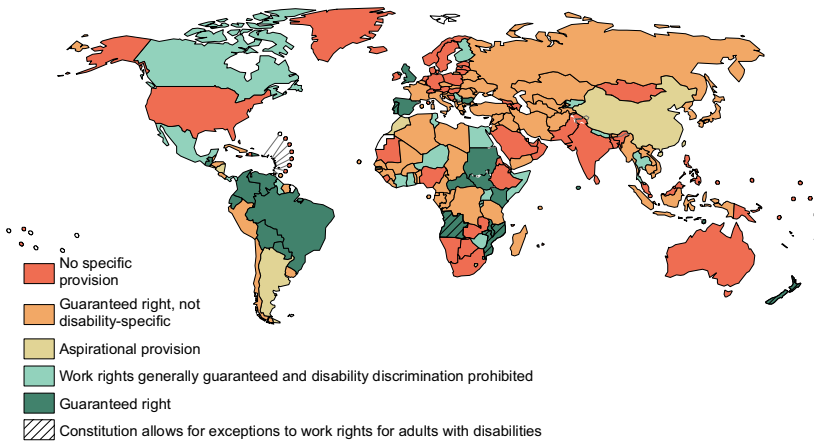 No specific
provision
Guaranteed right, not
disability-specific
Aspirational provision
Work rights generally guaranteed and disability discrimination prohibited
Guaranteed right
Constitution allows for exceptions to work rights for adults with disabilities